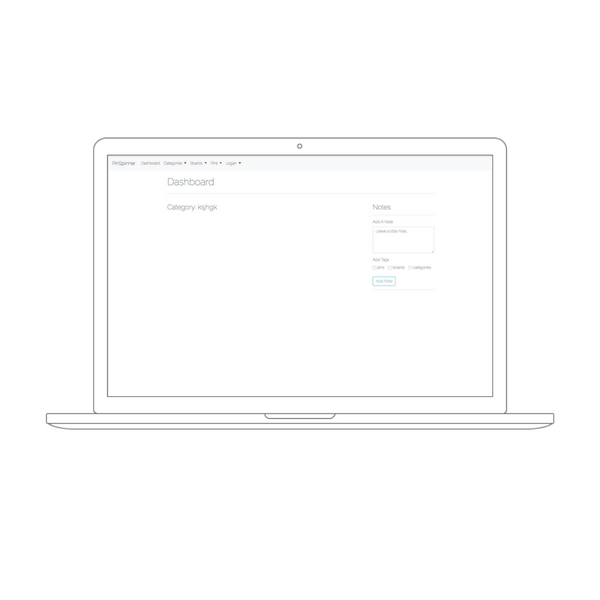 PinSpinner Dashboard Categories Boards Pins Logan
Dashboard
Category: ksjhgk
Notes
Add A Note
Leave a little note..
Add Tags
pins boards categories
Add Note